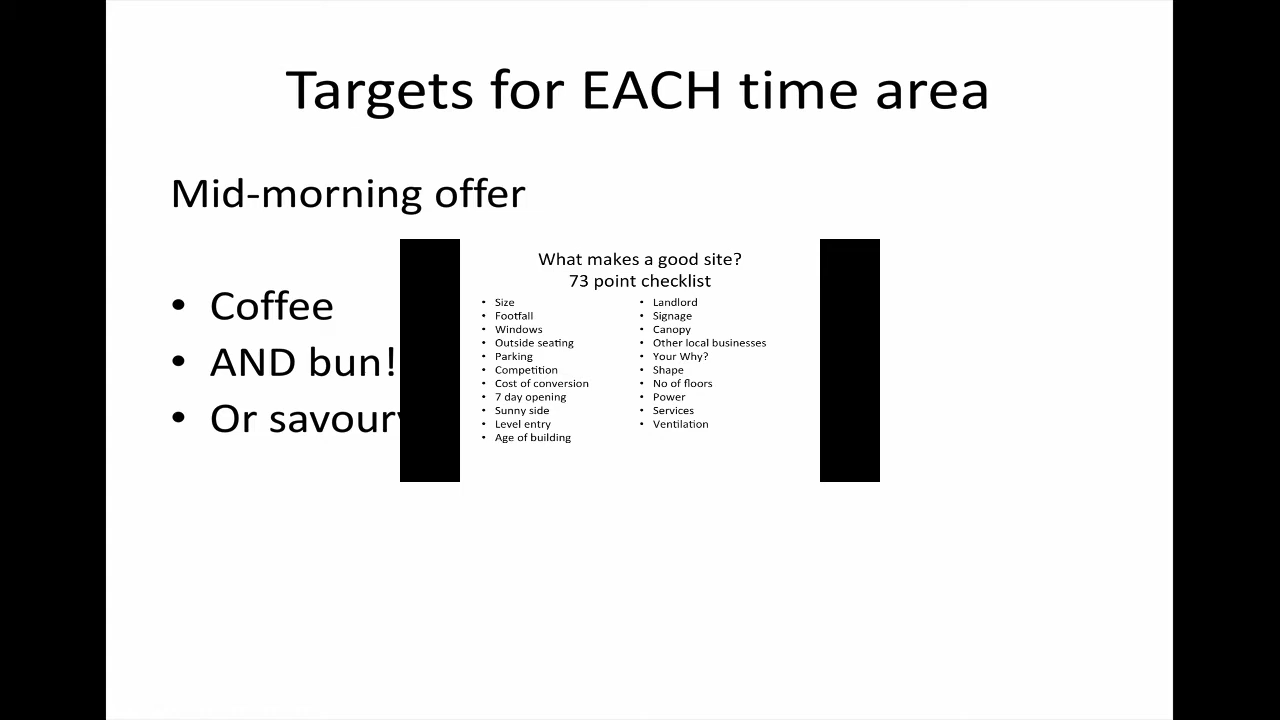 Targets for EACH time area
Mid-morning offer
• Coffee
• AND bun!
• Or savoury
What makes a good site?
73 point checklist
• Size
• Footfall
• Windows
• Outside seating
• Parking
• Competition
• Cost of conversion
• 7 day opening
• Sunny side
• Level entry
• Age of building
• Landlord
• Signage
• Canopy
• Other local businesses
• Your Why?
• Shape
• No of floors
• Power
• Services
• Ventilation